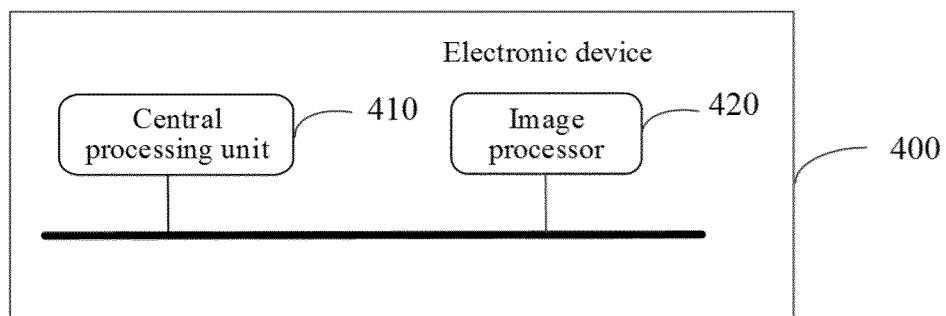 Electronic device
Central
processing unit
410
Image
processor
420
400